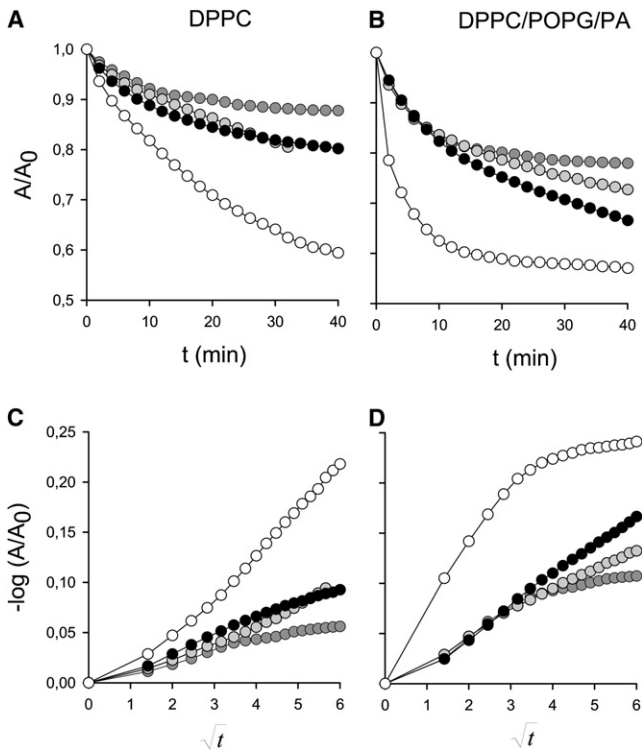 A DPPC
B DPPC/POPG/PA
1,0
0,9
0,8
0,7
0,6
0,5
A/A0
0 10 20 30 40
0 10 20 30 40
t (min)
t (min)
C
D
0,25
0,20
0,15
0,10
0,05
0,00
-log (A/A0)
0 1 2 3 4 5 6
0 1 2 3 4 5 6
√t
√t